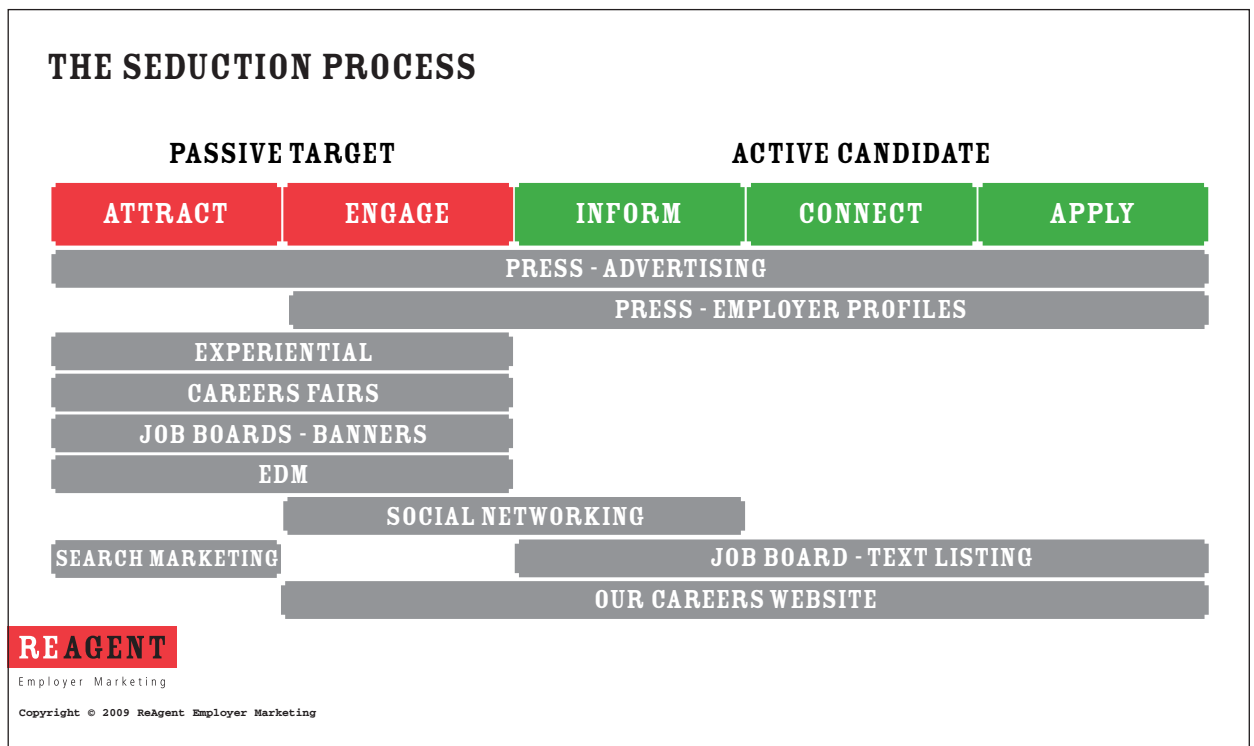 THE SEDUCTION PROCESS
PASSIVE TARGET ACTIVE CANDIDATE
ATTRACT ENGAGE INFORM CONNECT APPLY
PRESS - ADVERTISING
PRESS - EMPLOYER PROFILES
EXPERIENTIAL
CAREERS FAIRS
JOB BOARDS - BANNERS
EDM
SOCIAL NETWORKING
SEARCH MARKETING JOB BOARD - TEXT LISTING
OUR CAREERS WEBSITE
REAGENT
Employer Marketing
Copyright © 2009 ReAgent Employer Marketing